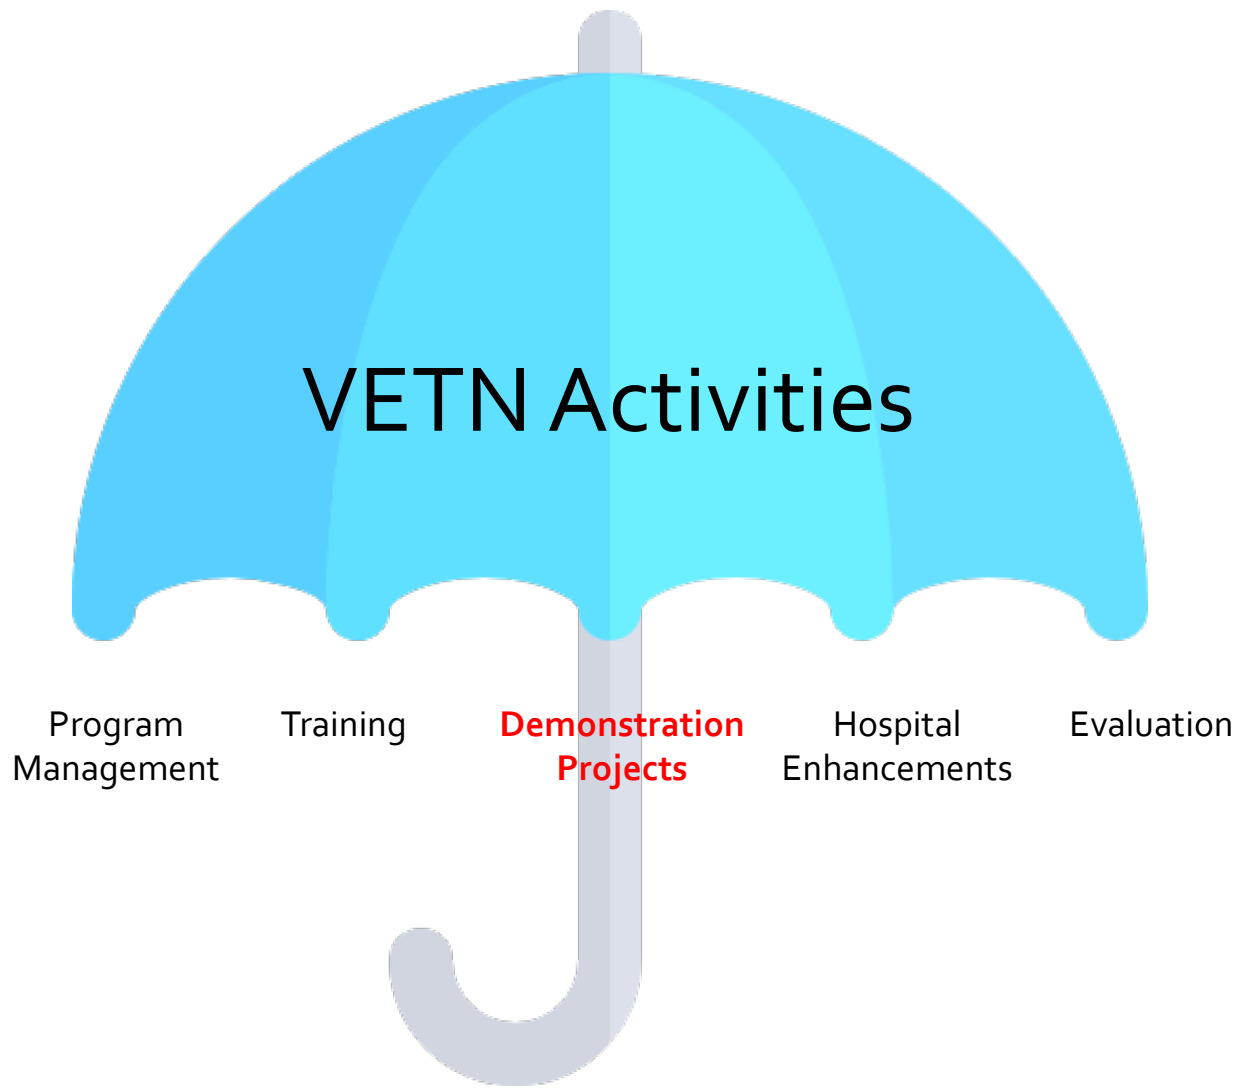 VETN Activities
Program
Management
Training
Demonstration
Projects
Hospital
Enhancements
Evaluation